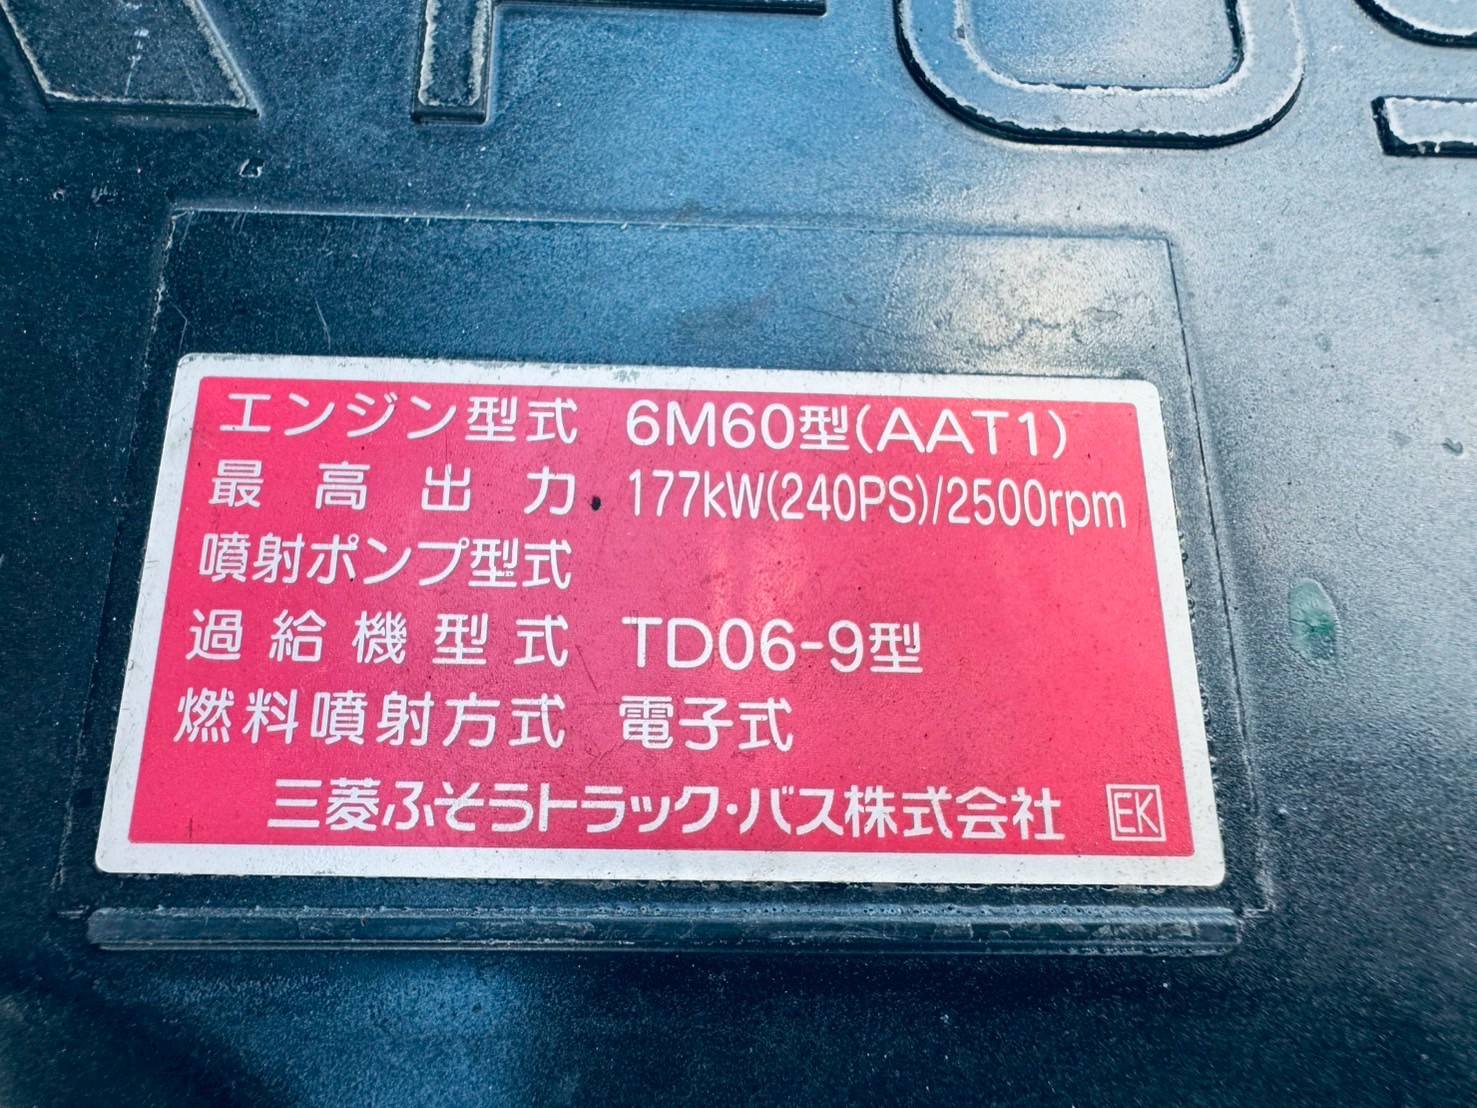 エンジン型式 6M60型(AAT1)
最高出力 177kW(240PS)/2500rpm
噴射ポンプ型式
過給機型式 TD06-9型
燃料噴射方式 電子式
三菱ふそうトラック・バス株式会社 EK